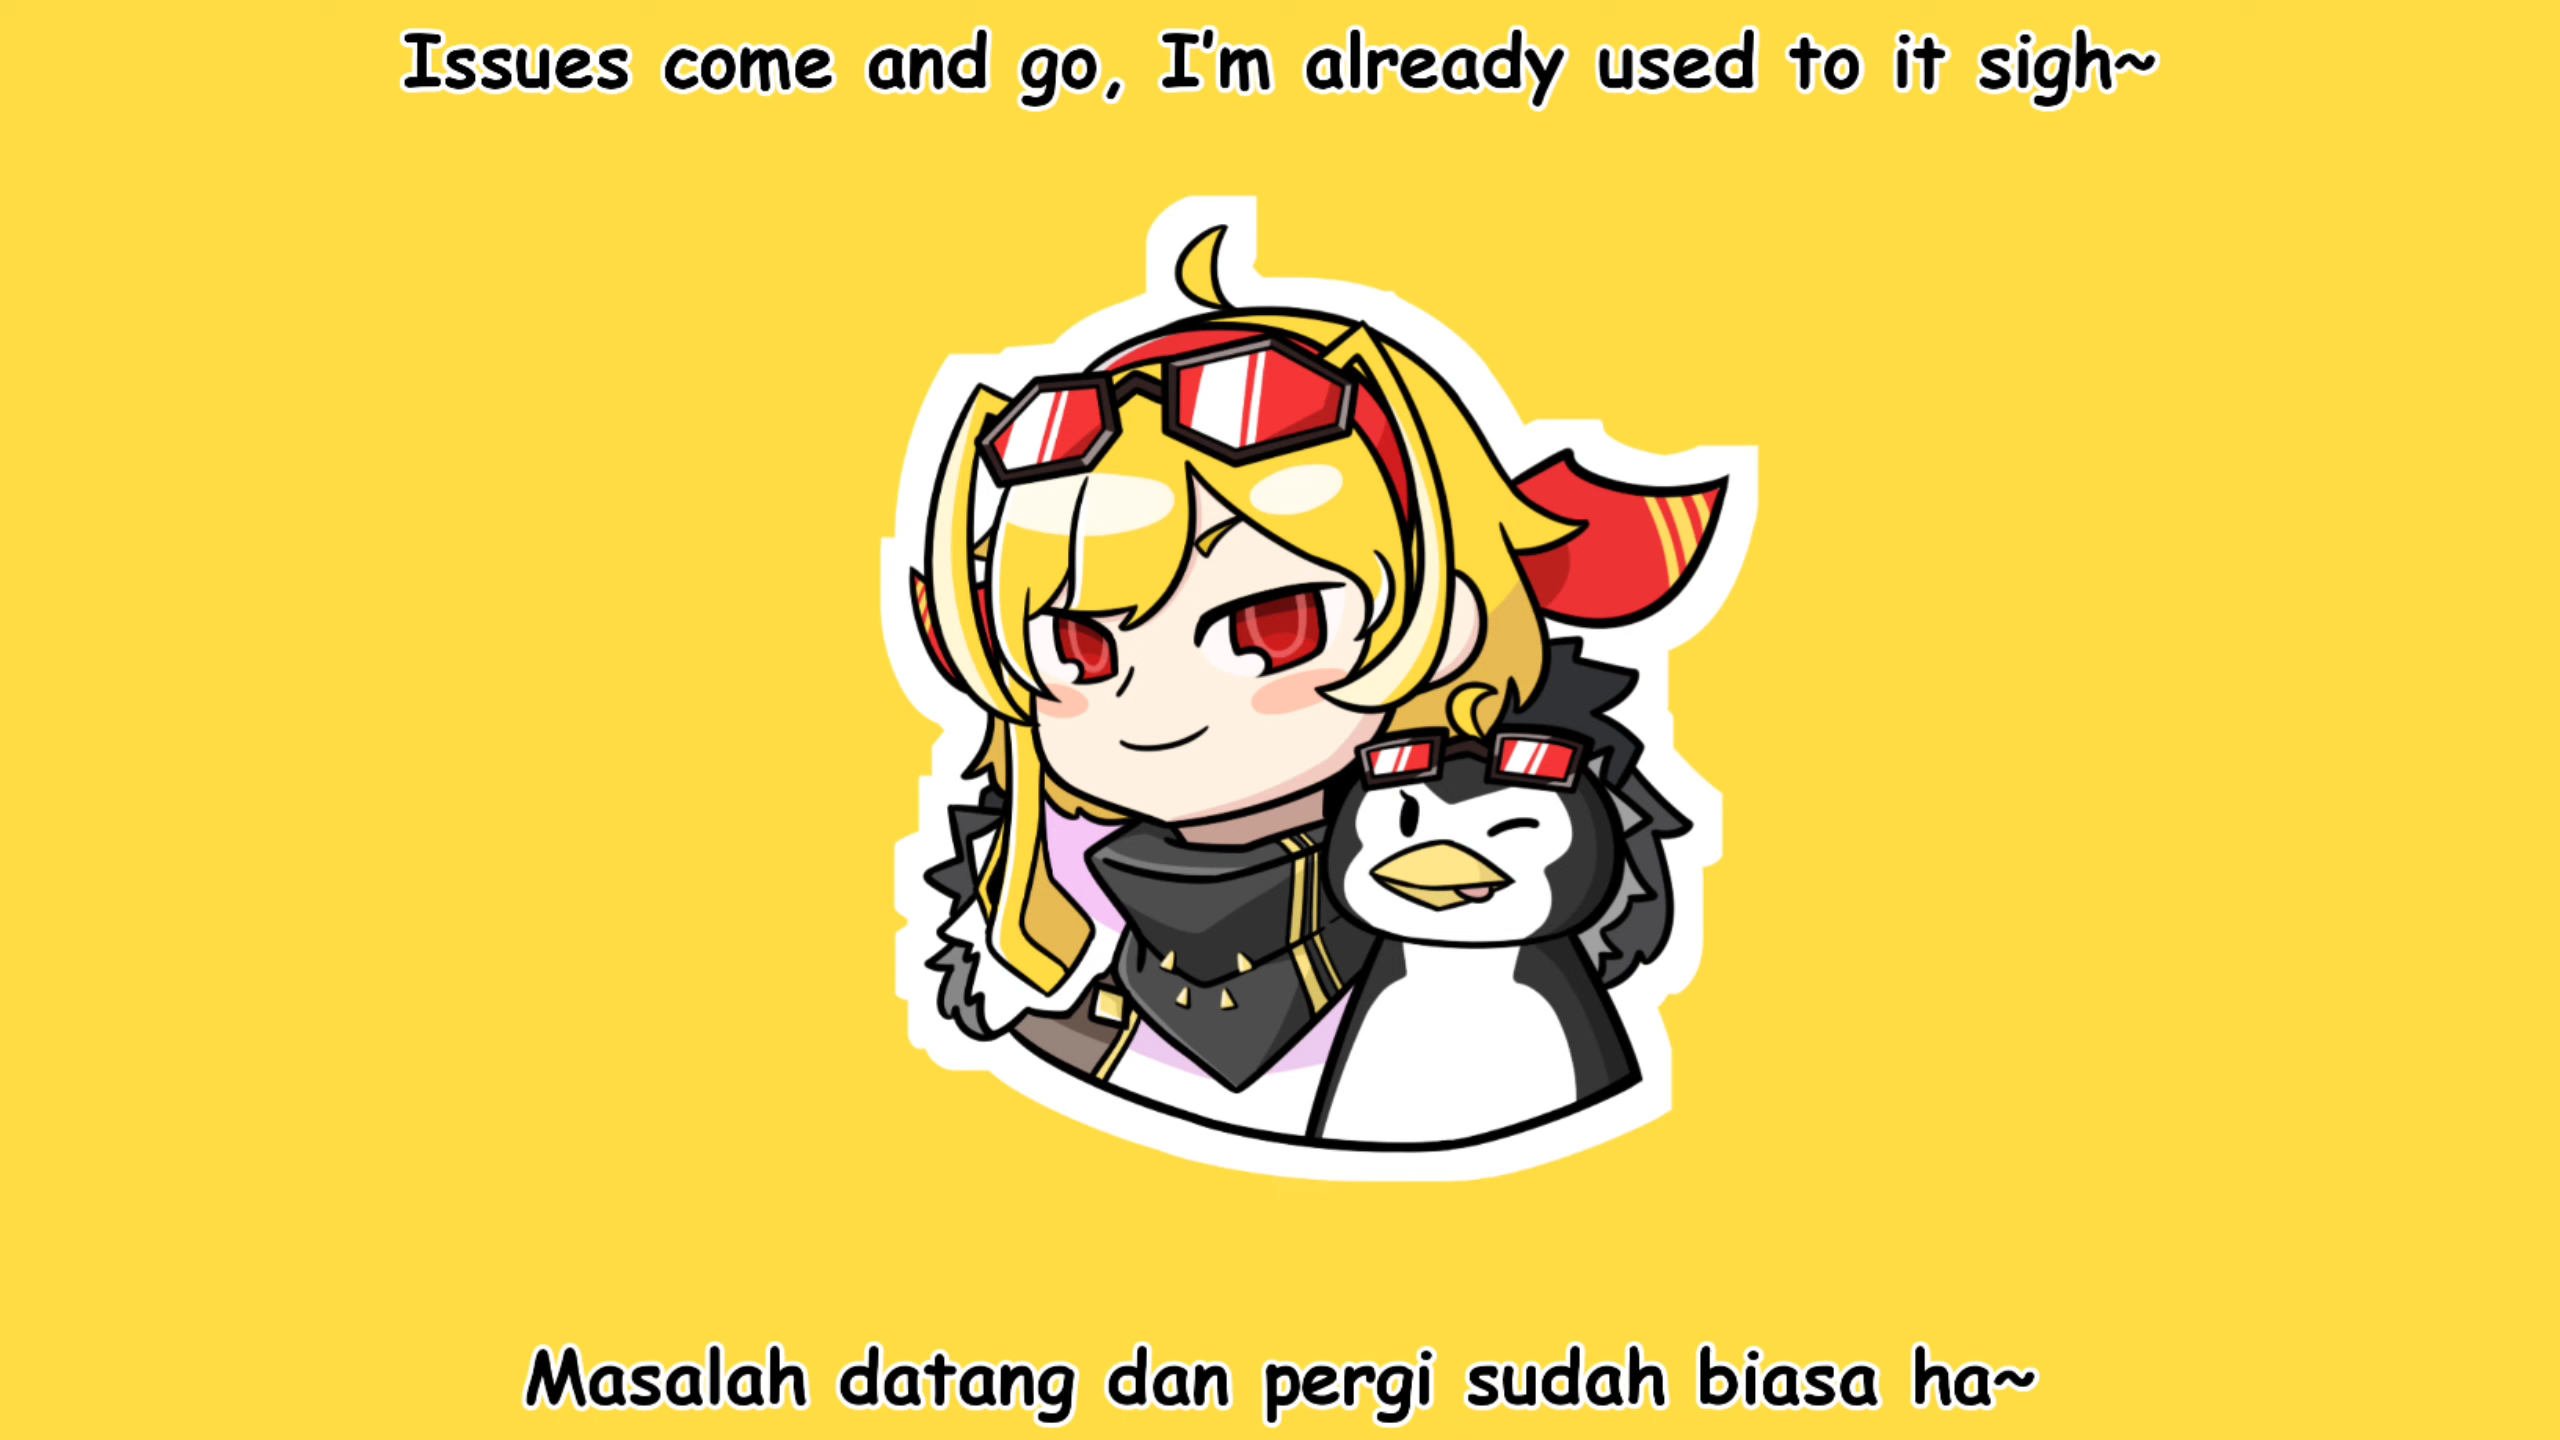 Issues come and go, I'm already used to it sigh~
Masalah datang dan pergi sudah biasa ha~